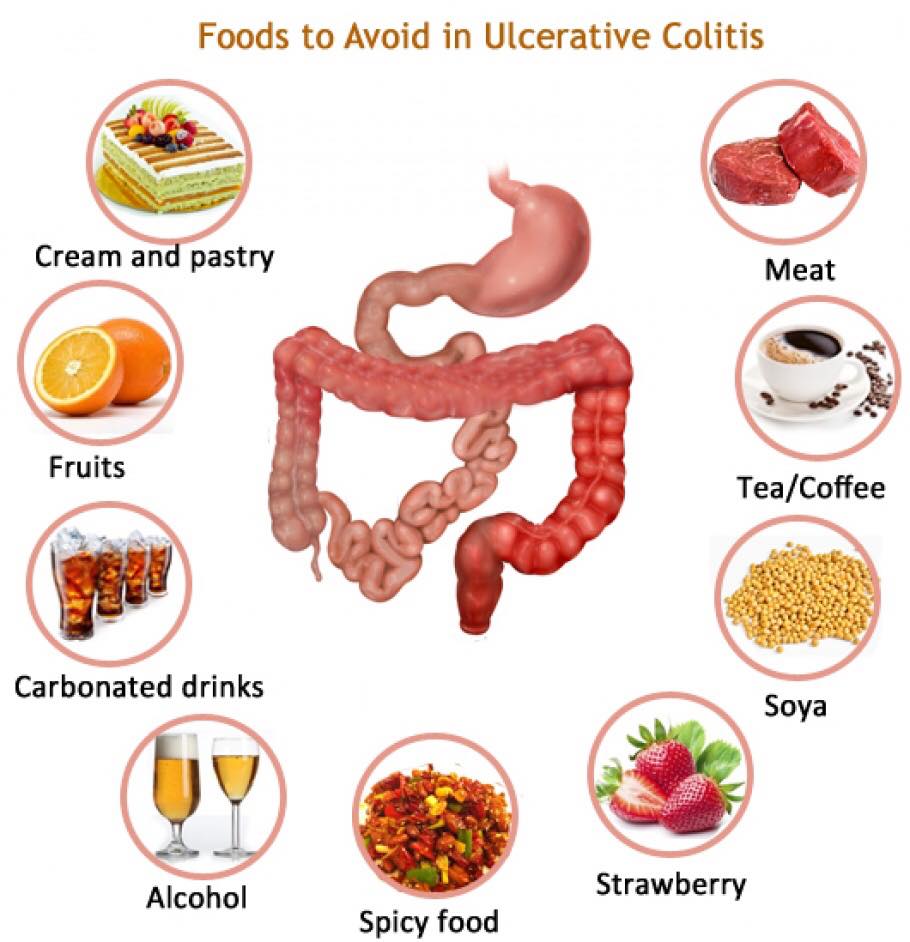 Foods to Avoid in Ulcerative Colitis
Cream and pastry
Meat
Fruits
Tea/Coffee
Carbonated drinks
Soya
Alcohol
Spicy food
Strawberry